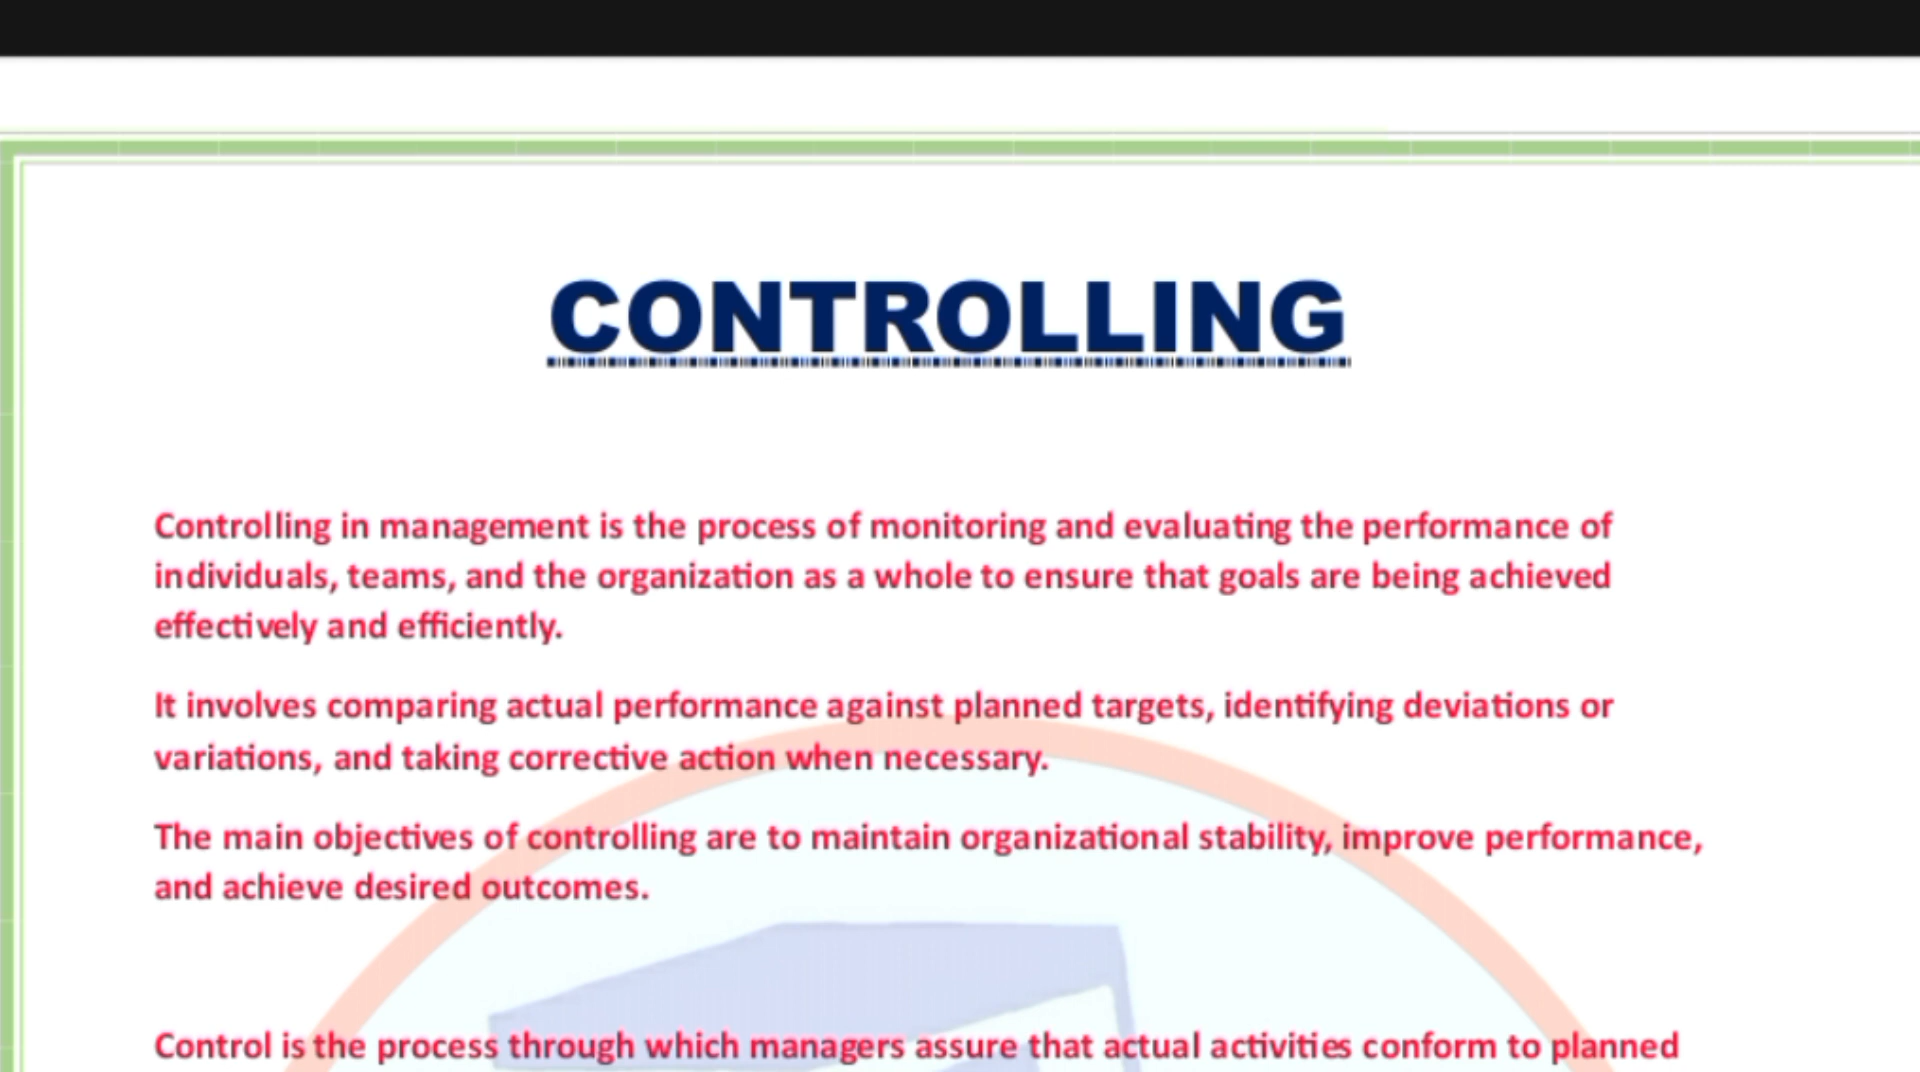 CONTROLLING
Controlling in management is the process of monitoring and evaluating the performance of
individuals, teams, and the organization as a whole to ensure that goals are being achieved
effectively and efficiently.
It involves comparing actual performance against planned targets, identifying deviations or
variations, and taking corrective action when necessary.
The main objectives of controlling are to maintain organizational stability, improve performance,
and achieve desired outcomes.
Control is the process through which managers assure that actual activities conform to planned